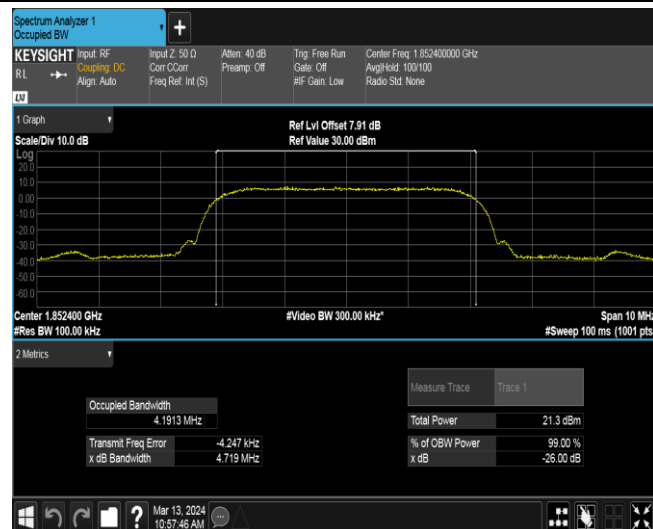 Spectrum Analyzer 1
Occupied BW
KEYSIGHT Input: RF Input Z: 50 Ω Atten: 40 dB Trig: Free Run Center Freq: 1.852400000 GHz
RL Coupling: DC Corr CCorr Preamp: Off Gate: Off Avg|Hold: 100/100
Align: Auto Freq Ref: Int (S) #IF Gain: Low Radio Std: None
LXI
1 Graph Ref Lvl Offset 7.91 dB
Scale/Div 10.0 dB Ref Value 30.00 dBm
Log
20.0
10.0
0.00
-10.0
-20.0
-30.0
-40.0
-50.0
-60.0
Center 1.852400 GHz #Video BW 300.00 kHz* Span 10 MHz
#Res BW 100.00 kHz #Sweep 100 ms (1001 pts
2 Metrics
Measure Trace Trace 1
Occupied Bandwidth
4.1913 MHz Total Power 21.3 dBm
Transmit Freq Error -4.247 kHz % of OBW Power 99.00 %
x dB Bandwidth 4.719 MHz x dB -26.00 dB
Mar 13, 2024
10:57:46 AM